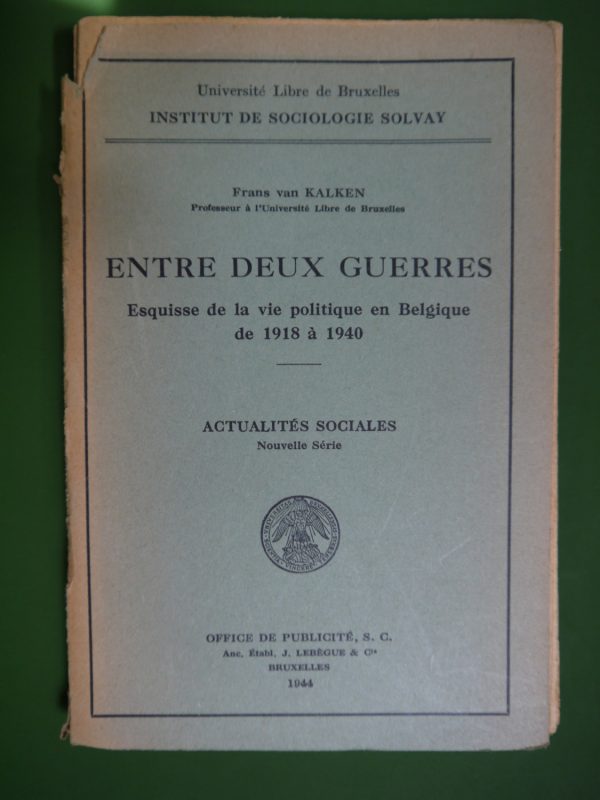 Université Libre de Bruxelles
INSTITUT DE SOCIOLOGIE SOLVAY
Frans van KALKEN
Professeur à l'Université Libre de Bruxelles
ENTRE DEUX GUERRES
Esquisse de la vie politique en Belgique
de 1918 à 1940
ACTUALITÉS SOCIALES
Nouvelle Série
OFFICE DE PUBLICITÉ, S. C.
Anc. Établ. J. LEBÈGUE & Cie
BRUXELLES
1944